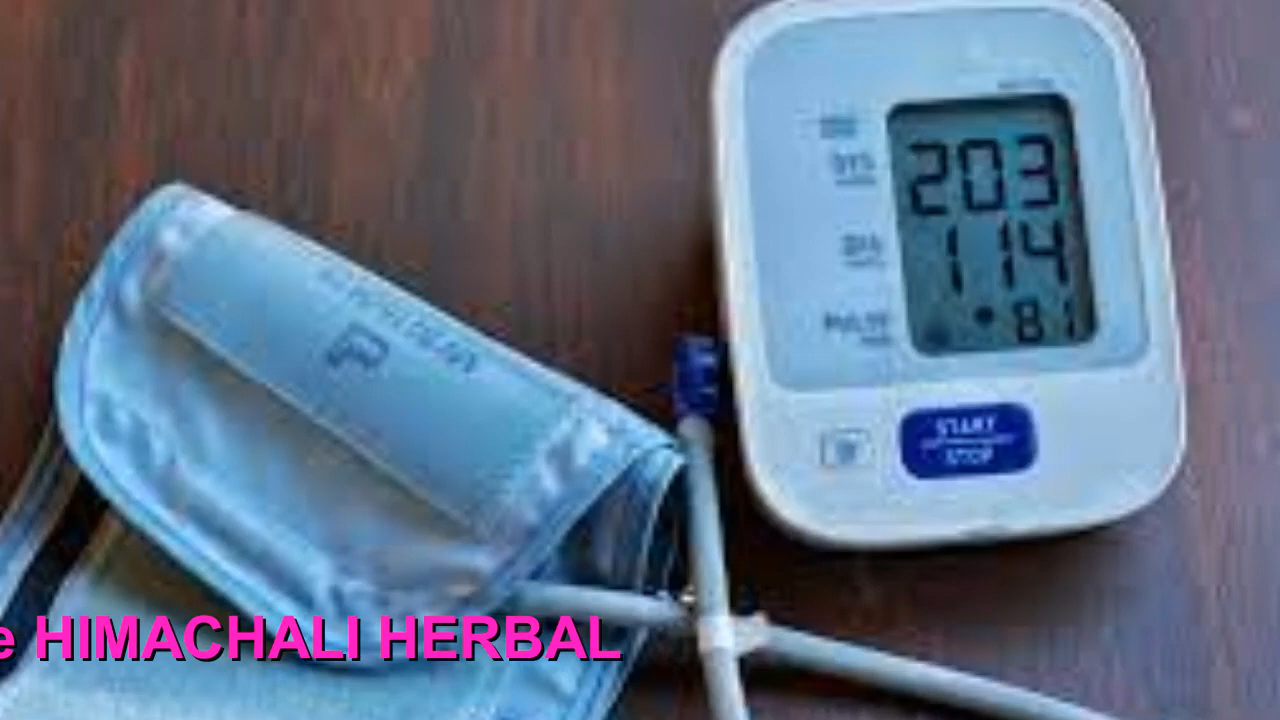 SYS
203
DIA
114
PULSE
81
START
STOP
e HIMACHALI HERBAL